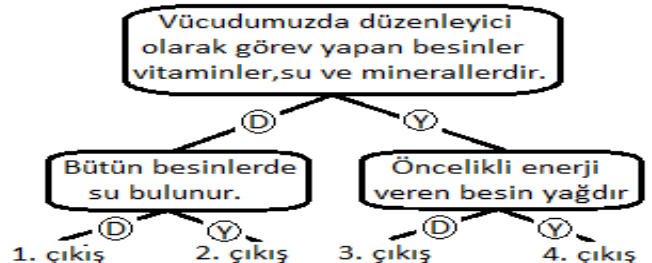 Vücudumuzda düzenleyici
olarak görev yapan besinler
vitaminler,su ve minerallerdir.
D Y
Bütün besinlerde
su bulunur.
Öncelikli enerji
veren besin yağdır
D Y D Y
1. çıkış 2. çıkış 3. çıkış 4. çıkış